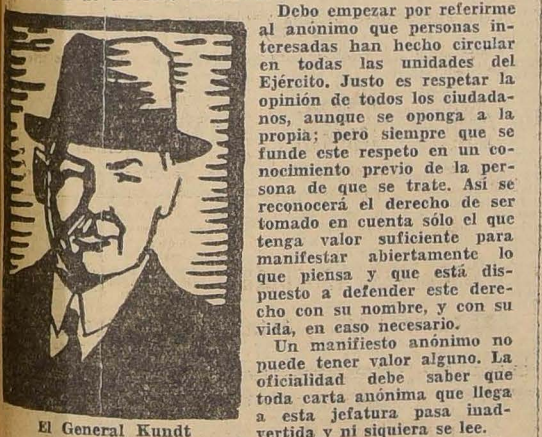 Debo empezar por referirme
al anónimo que personas in-
teresadas han hecho circular
en todas las unidades del
Ejército. Justo es respetar la
opinión de todos los ciudada-
nos, aunque se oponga a la
propia; pero siempre que se
funde este respeto en un co-
nocimiento previo de la per-
sona de que se trate. Así se
reconocerá el derecho de ser
tomado en cuenta sólo el que
tenga valor suficiente para
manifestar abiertamente lo
que piensa y que está dis-
puesto a defender este dere-
cho con su nombre, y con su
vida, en caso necesario.
Un manifiesto anónimo no
puede tener valor alguno. La
oficialidad debe saber que
toda carta anónima que llega
a esta jefatura pasa inad-
vertida y ni siquiera se lee.
El General Kundt